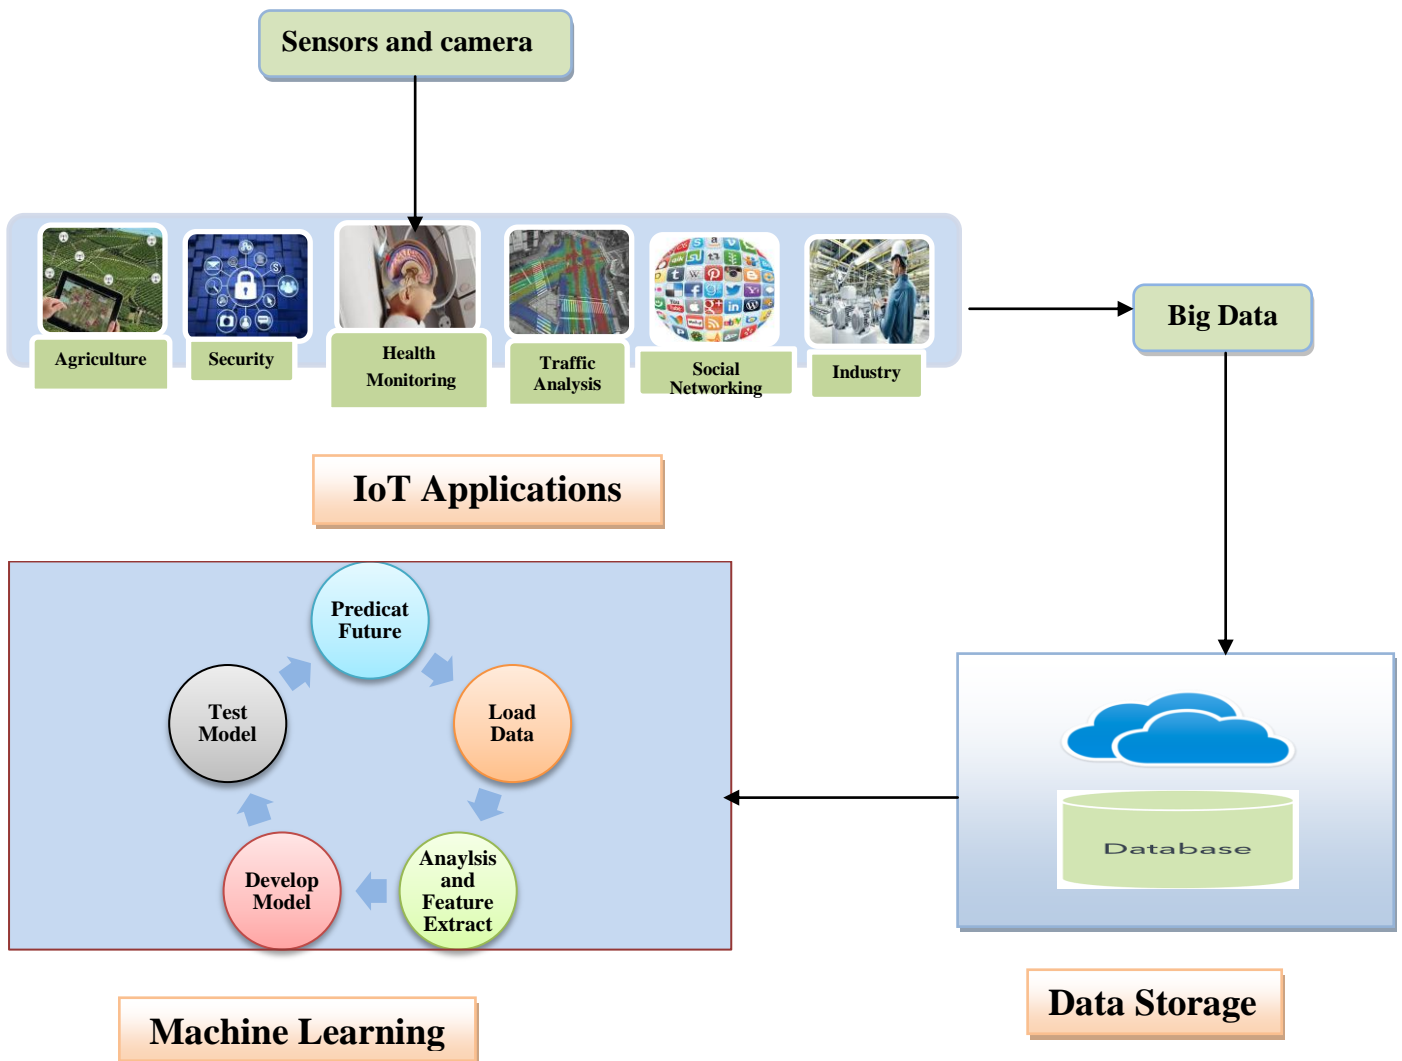 Sensors and camera
Agriculture
Security
Health
Monitoring
Traffic
Analysis
Social
Networking
Industry
Big Data
IoT Applications
Predicat
Future
Load
Data
Anaylsis
and
Feature
Extract
Develop
Model
Test
Model
Machine Learning
Database
Data Storage